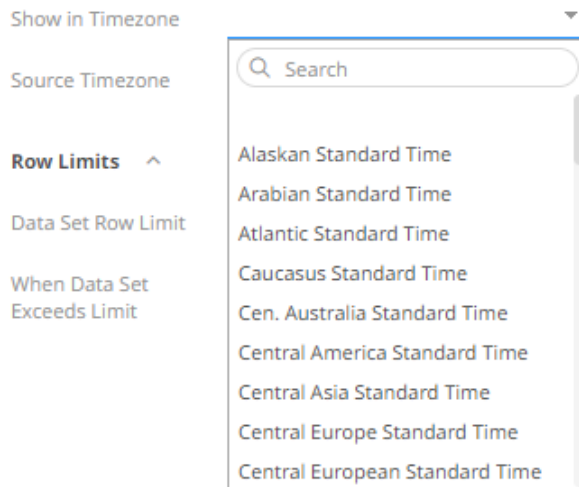 Show in Timezone
Search
Source Timezone
Row Limits
Data Set Row Limit
When Data Set
Exceeds Limit
Alaskan Standard Time
Arabian Standard Time
Atlantic Standard Time
Caucasus Standard Time
Cen. Australia Standard Time
Central America Standard Time
Central Asia Standard Time
Central Europe Standard Time
Central European Standard Time